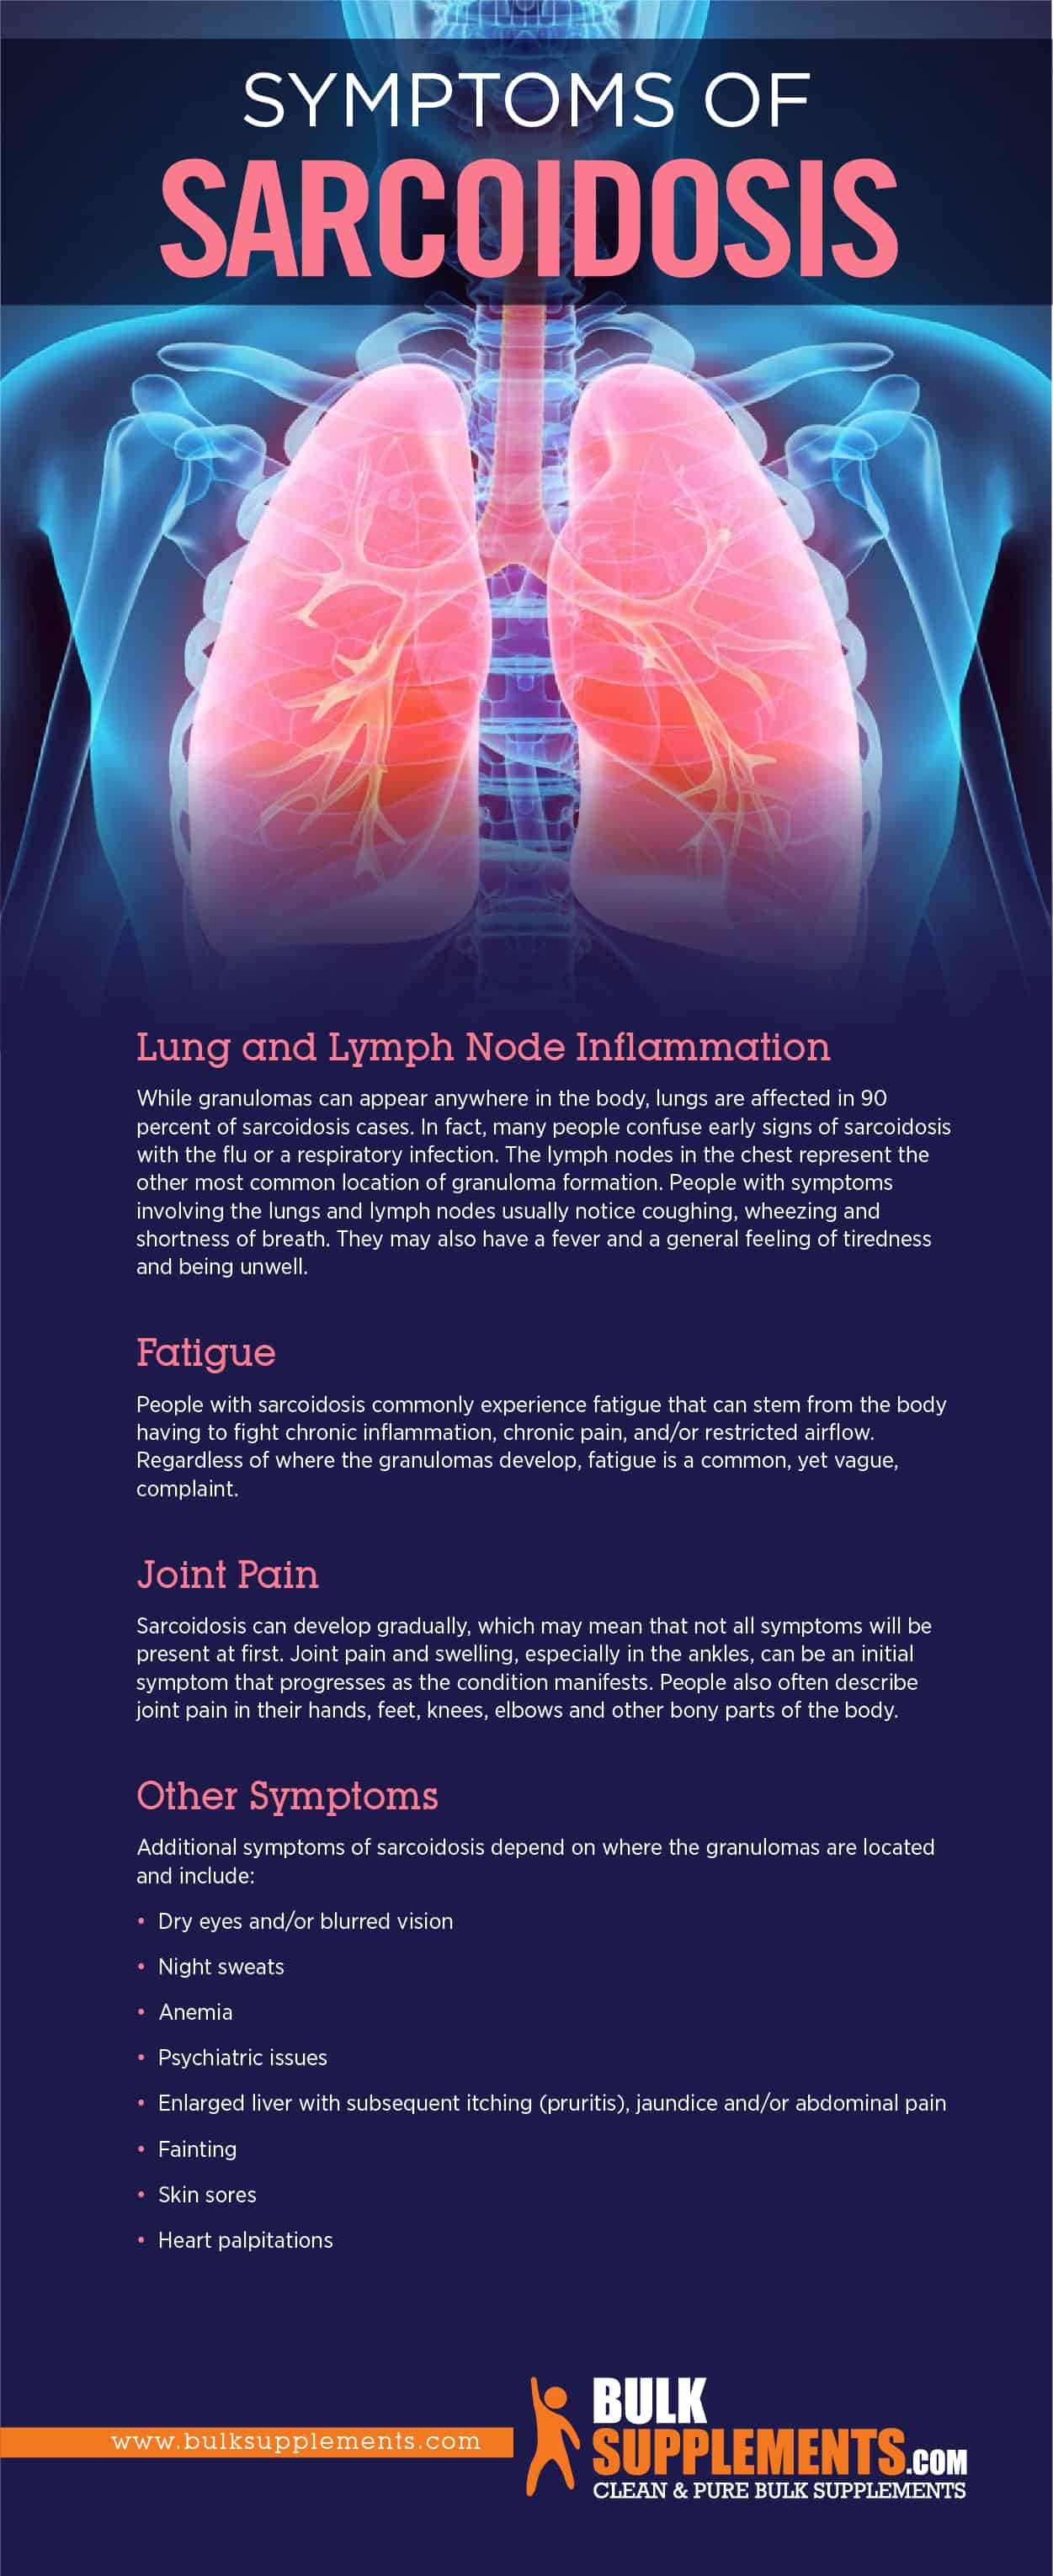 SYMPTOMS OF
SARCOIDOSIS
Lung and Lymph Node Inflammation
While granulomas can appear anywhere in the body, lungs are affected in 90
percent of sarcoidosis cases. In fact, many people confuse early signs of sarcoidosis
with the flu or a respiratory infection. The lymph nodes in the chest represent the
other most common location of granuloma formation. People with symptoms
involving the lungs and lymph nodes usually notice coughing, wheezing and
shortness of breath. They may also have a fever and a general feeling of tiredness
and being unwell.
Fatigue
People with sarcoidosis commonly experience fatigue that can stem from the body
having to fight chronic inflammation, chronic pain, and/or restricted airflow.
Regardless of where the granulomas develop, fatigue is a common, yet vague,
complaint.
Joint Pain
Sarcoidosis can develop gradually, which may mean that not all symptoms will be
present at first. Joint pain and swelling, especially in the ankles, can be an initial
symptom that progresses as the condition manifests. People also often describe
joint pain in their hands, feet, knees, elbows and other bony parts of the body.
Other Symptoms
Additional symptoms of sarcoidosis depend on where the granulomas are located
and include:
• Dry eyes and/or blurred vision
• Night sweats
• Anemia
• Psychiatric issues
• Enlarged liver with subsequent itching (pruritis), jaundice and/or abdominal pain
• Fainting
• Skin sores
• Heart palpitations
www.bulksupplements.com
BULK
SUPPLEMENTS.COM
CLEAN & PURE BULK SUPPLEMENTS